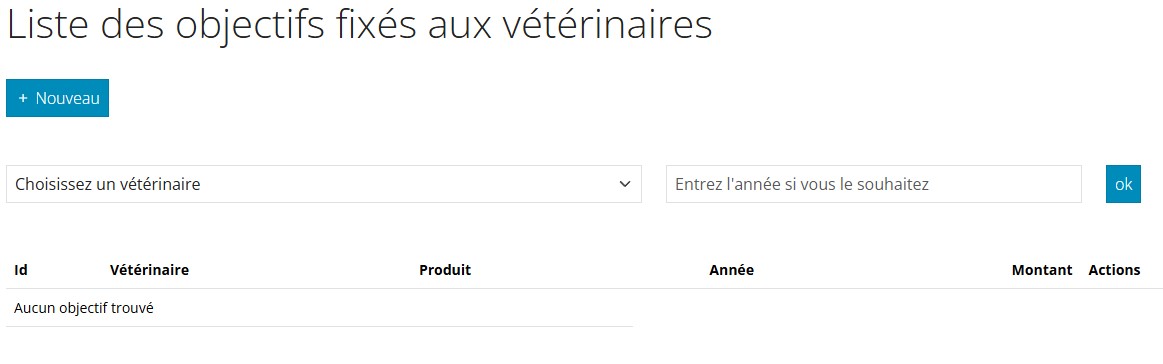 Liste des objectifs fixés aux vétérinaires
+ Nouveau
Choisissez un vétérinaire Entrez l'année si vous le souhaitez ok
Id Vétérinaire Produit Année Montant Actions
Aucun objectif trouvé